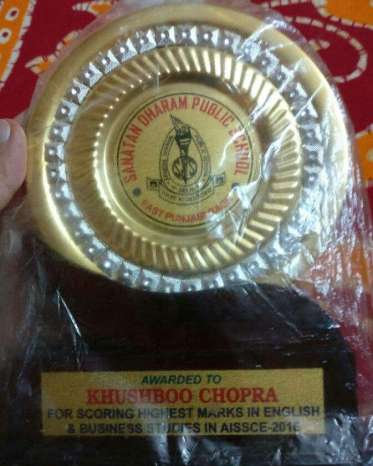 SANATAN DHARAM PUBLIC SCHOOL
EAST PUNJABI BAGH
AWARDED TO
KHUSHBOO CHOPRA
FOR SCORING HIGHEST MARKS IN ENGLISH
& BUSINESS STUDIES IN AISSCE-2016